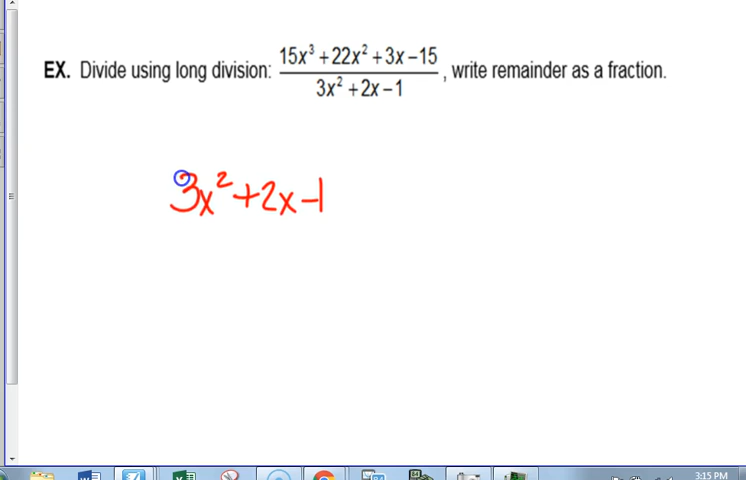 EX. Divide using long division: 15x³ + 22x² + 3x − 15 / 3x² + 2x − 1 , write remainder as a fraction.
3x² + 2x − 1
3:15 PM